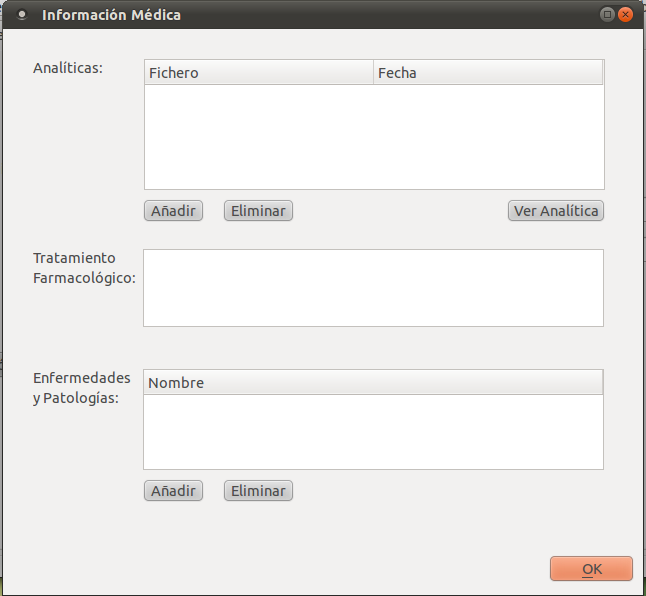 Información Médica
Analíticas:
Fichero Fecha
Añadir Eliminar Ver Analítica
Tratamiento
Farmacológico:
Enfermedades
y Patologías:
Nombre
Añadir Eliminar
OK